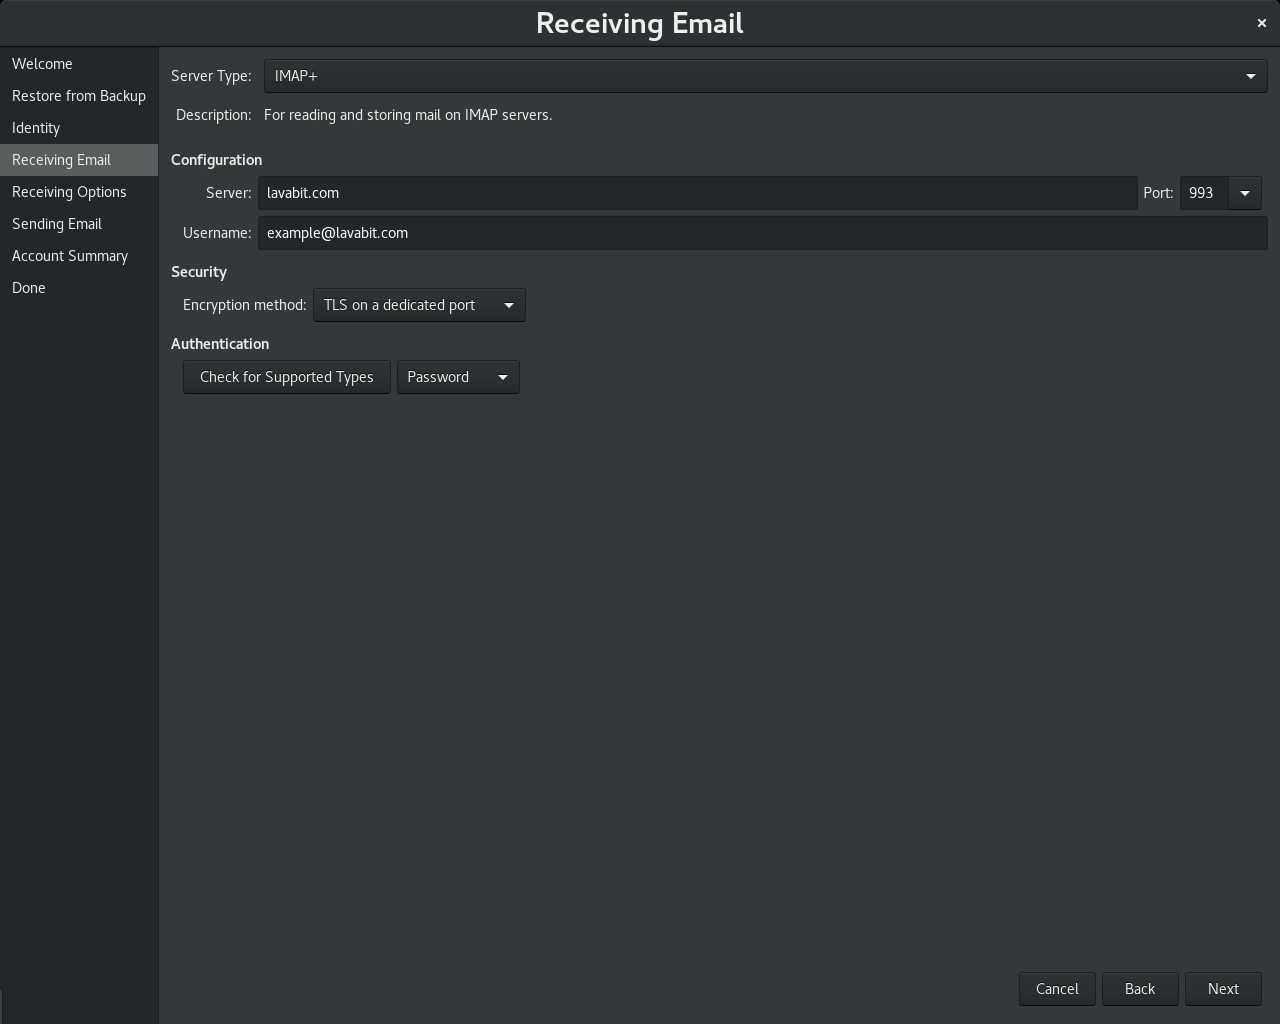 Receiving Email
Welcome
Restore from Backup
Identity
Receiving Email
Receiving Options
Sending Email
Account Summary
Done
Server Type: IMAP+
Description: For reading and storing mail on IMAP servers.
Configuration
Server: lavabit.com Port: 993
Username: example@lavabit.com
Security
Encryption method: TLS on a dedicated port
Authentication
Check for Supported Types Password
Cancel Back Next